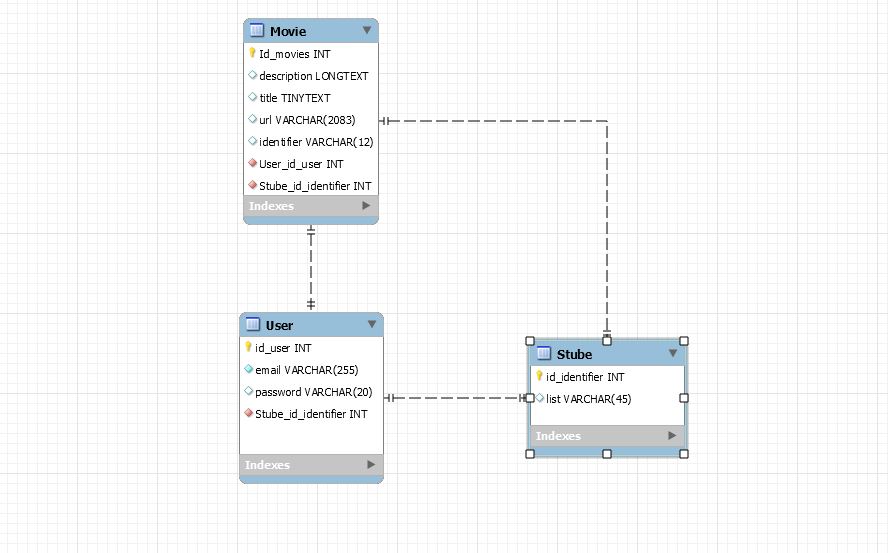 Movie
Id_movies INT
description LONGTEXT
title TINYTEXT
url VARCHAR(2083)
identifier VARCHAR(12)
User_id_user INT
Stube_id_identifier INT
Indexes
User
id_user INT
email VARCHAR(255)
password VARCHAR(20)
Stube_id_identifier INT
Indexes
Stube
id_identifier INT
list VARCHAR(45)
Indexes